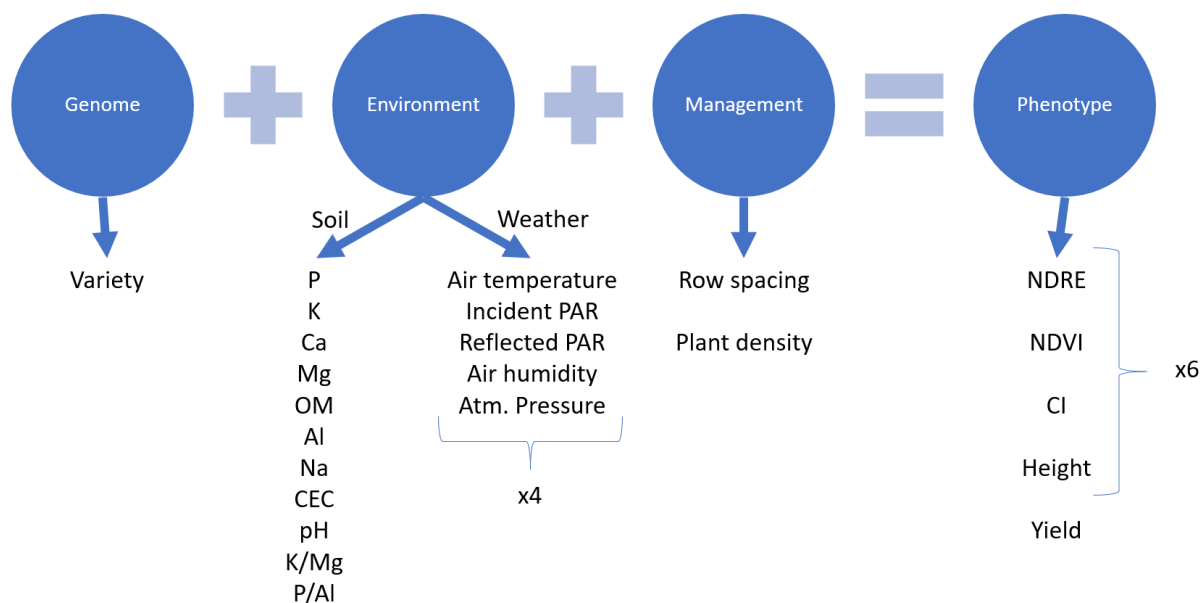 Genome
Environment
Management
Phenotype
Soil
Weather
Variety
P
K
Ca
Mg
OM
Al
Na
CEC
pH
K/Mg
P/Al
Air temperature
Incident PAR
Reflected PAR
Air humidity
Atm. Pressure
x4
Row spacing
Plant density
NDRE
NDVI
CI
Height
x6
Yield